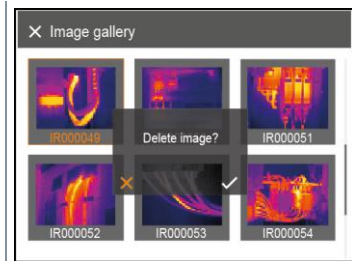 Image gallery
IR000049
Delete image?
IR000051
IR000052
IR000053
IR000054